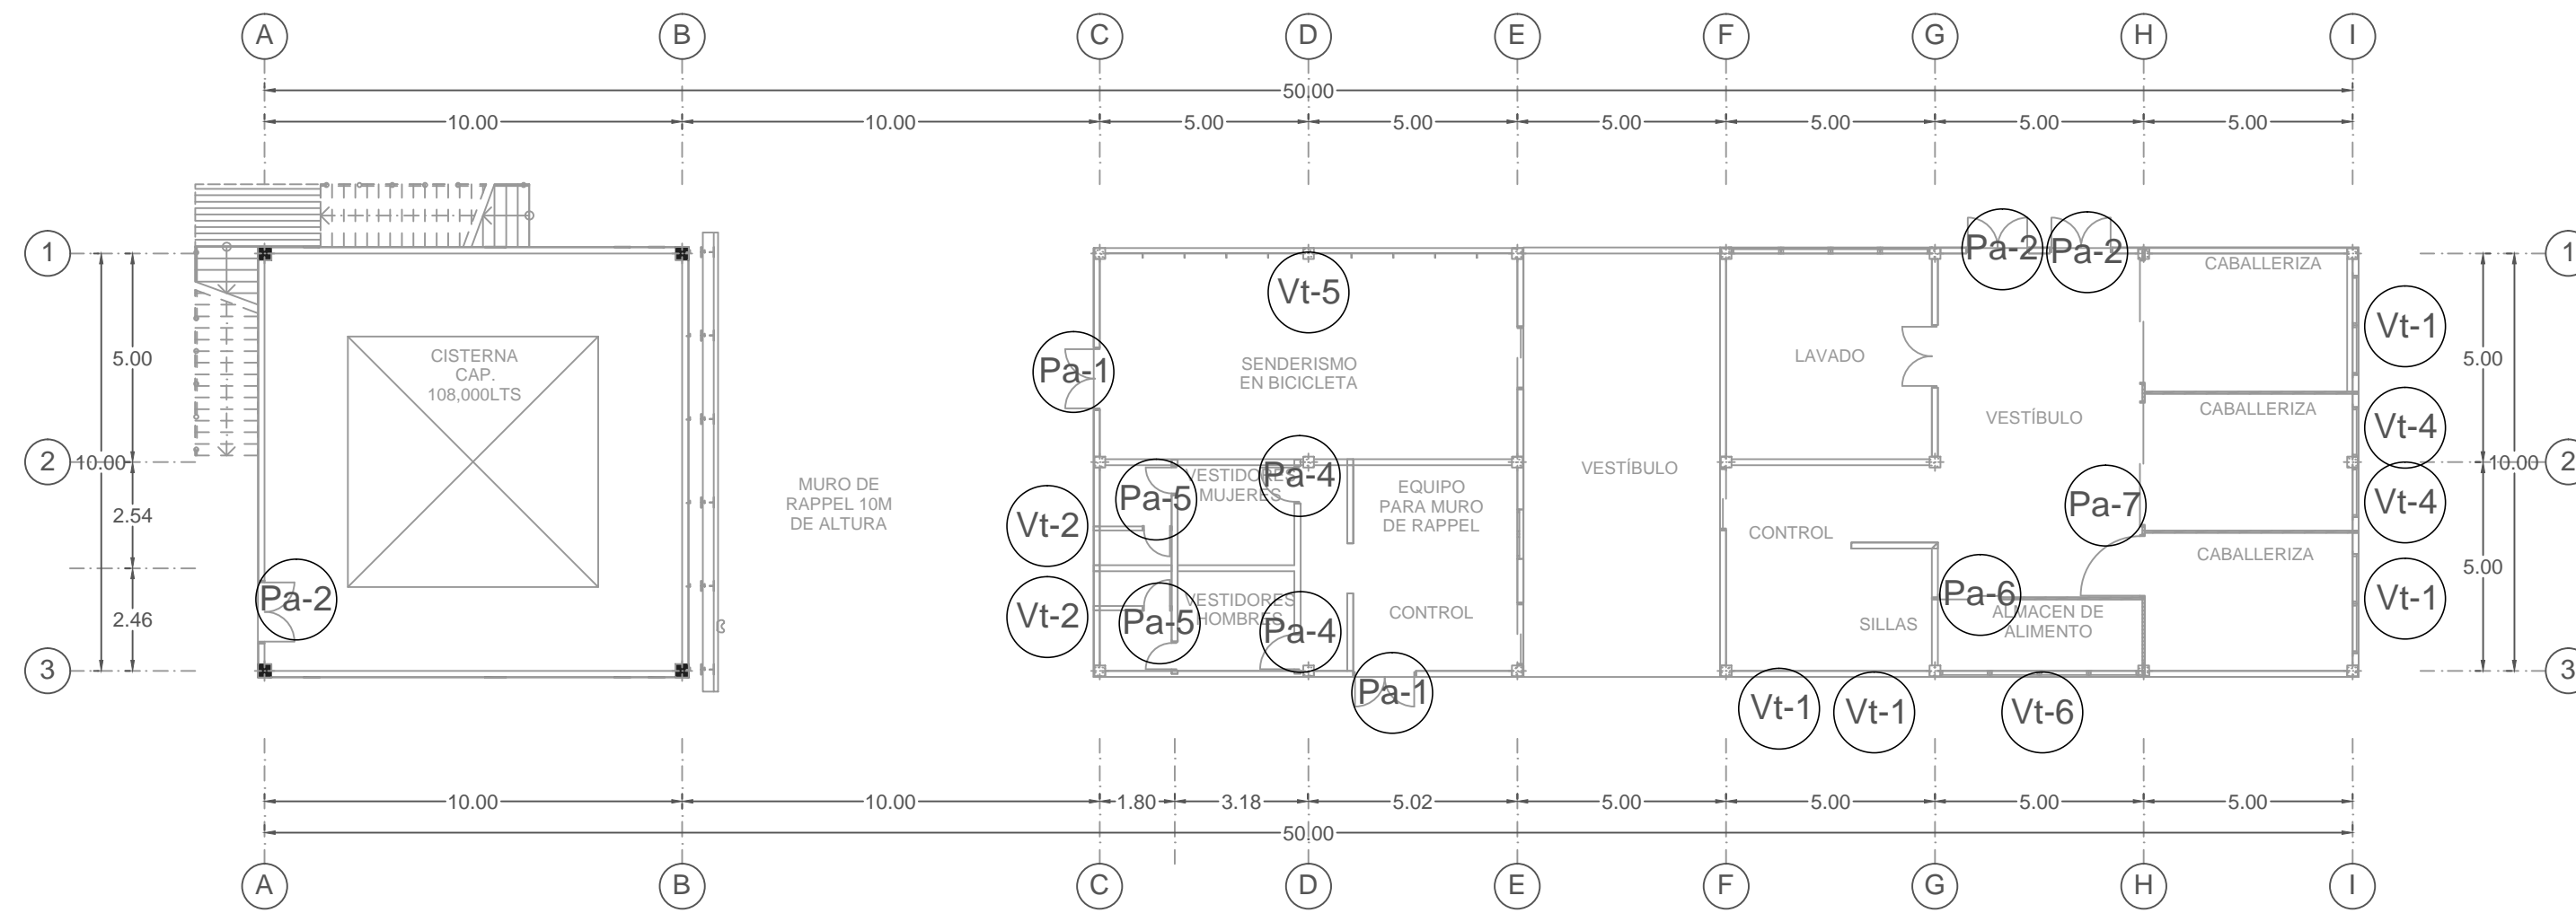 A B C D E F G H I
50.00
10.00 10.00 5.00 5.00 5.00 5.00 5.00 5.00
1 1
2 2
3 3
5.00
10.00
2.54
2.46
CISTERNA
CAP.
108,000LTS
Pa-2
MURO DE
RAPPEL 10M
DE ALTURA
Vt-5
Pa-1
SENDERISMO
EN BICICLETA
VESTIDORES
MUJERES
Pa-5
Pa-4
Vt-2
EQUIPO
PARA MURO
DE RAPPEL
Vt-2
VESTIDORES
HOMBRES
Pa-5
Pa-4
CONTROL
Pa-1
VESTÍBULO
LAVADO
Pa-2 Pa-2
VESTÍBULO
CONTROL
SILLAS
Pa-7
Pa-6
ALMACEN DE
ALIMENTO
CABALLERIZA
CABALLERIZA
CABALLERIZA
Vt-1
Vt-4
Vt-4
Vt-1
Vt-1 Vt-1 Vt-6
5.00
10.00
5.00
10.00 10.00 1.80 3.18 5.02 5.00 5.00 5.00 5.00
50.00
A B C D E F G H I